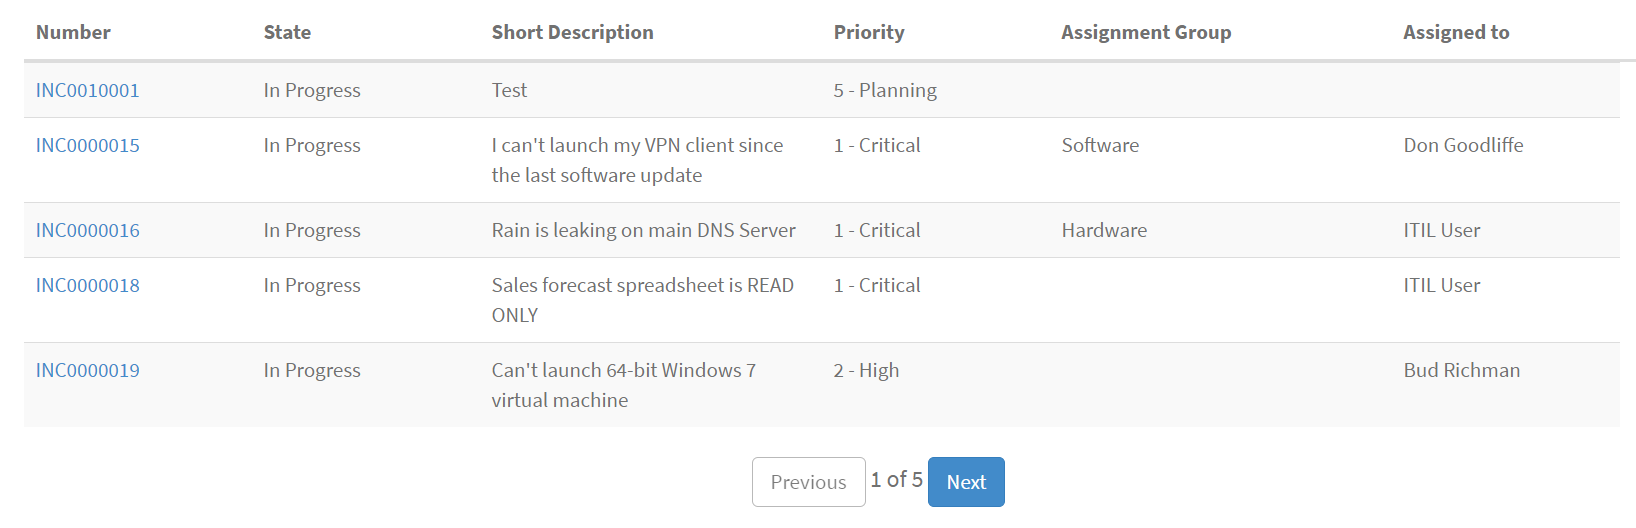 Number State Short Description Priority Assignment Group Assigned to
INC0010001 In Progress Test 5 - Planning
INC0000015 In Progress I can't launch my VPN client since 1 - Critical Software Don Goodliffe
the last software update
INC0000016 In Progress Rain is leaking on main DNS Server 1 - Critical Hardware ITIL User
INC0000018 In Progress Sales forecast spreadsheet is READ 1 - Critical ITIL User
ONLY
INC0000019 In Progress Can't launch 64-bit Windows 7 2 - High Bud Richman
virtual machine
Previous 1 of 5 Next